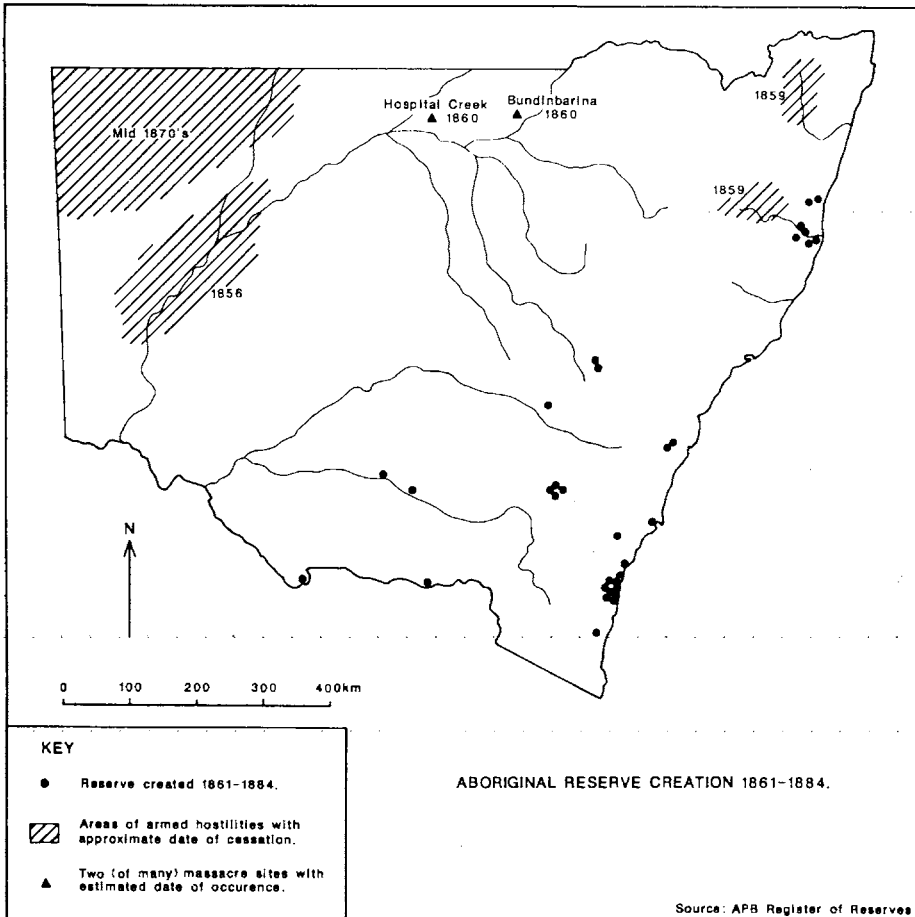 Hospital Creek
1860
Bundinbarina
1860
1859
Mid 1870's
1859
1856
N
0 100 200 300 400km
KEY
Reserve created 1861-1884.
Areas of armed hostilities with
approximate date of cessation.
Two (of many) massacre sites with
estimated date of occurence.
ABORIGINAL RESERVE CREATION 1861-1884.
Source: APB Register of Reserves